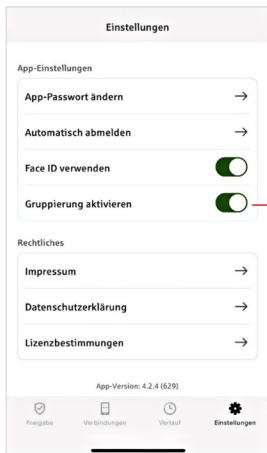 Einstellungen
App-Einstellungen
App-Passwort ändern
Automatisch abmelden
Face ID verwenden
Gruppierung aktivieren
Rechtliches
Impressum
Datenschutzerklärung
Lizenzbestimmungen
App-Version: 4.2.4 (629)
Freigabe Verbindungen Verlauf Einstellungen